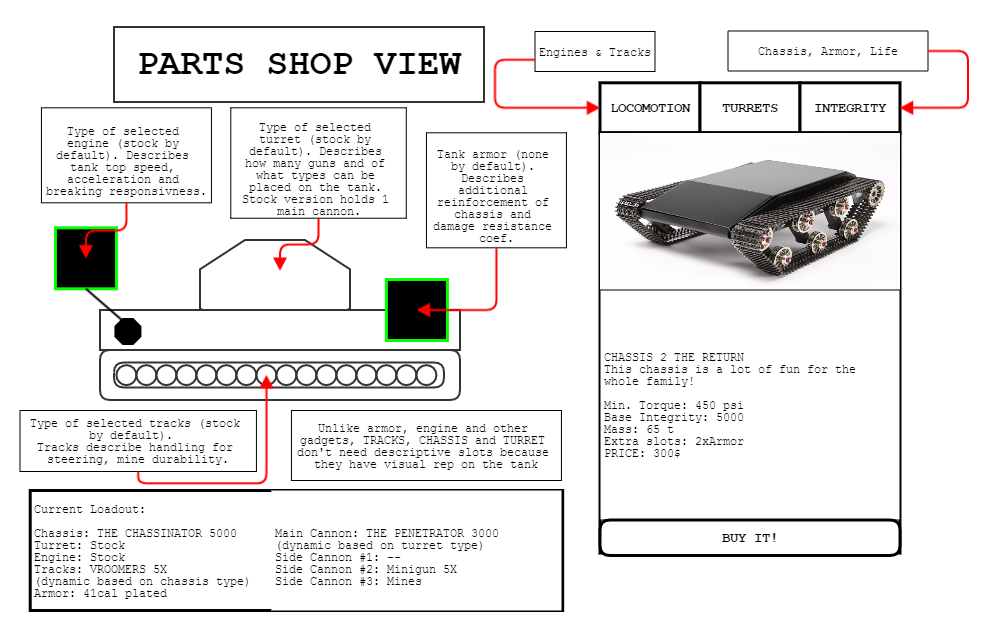 PARTS SHOP VIEW
Engines & Tracks
Chassis, Armor, Life
LOCOMOTION
TURRETS
INTEGRITY
Type of selected
engine (stock by
default). Describes
tank top speed,
acceleration and
breaking responsivness.
Type of selected
turret (stock by
default). Describes
how many guns and of
what types can be
placed on the tank.
Stock version holds 1
main cannon.
Tank armor (none
by default).
Describes
additional
reinforcement of
chassis and
damage resistance
coef.
Type of selected tracks (stock
by default).
Tracks describe handling for
steering, mine durability.
Unlike armor, engine and other
gadgets, TRACKS, CHASSIS and TURRET
don't need descriptive slots because
they have visual rep on the tank
Current Loadout:
Chassis: THE CHASSINATOR 5000
Turret: Stock
Engine: Stock
Tracks: VROOMERS 5X
(dynamic based on chassis type)
Armor: 41cal plated
Main Cannon: THE PENETRATOR 3000
(dynamic based on turret type)
Side Cannon #1: --
Side Cannon #2: Minigun 5X
Side Cannon #3: Mines
CHASSIS 2 THE RETURN
This chassis is a lot of fun for the
whole family!
Min. Torque: 450 psi
Base Integrity: 5000
Mass: 65 t
Extra slots: 2xArmor
PRICE: 300$
BUY IT!